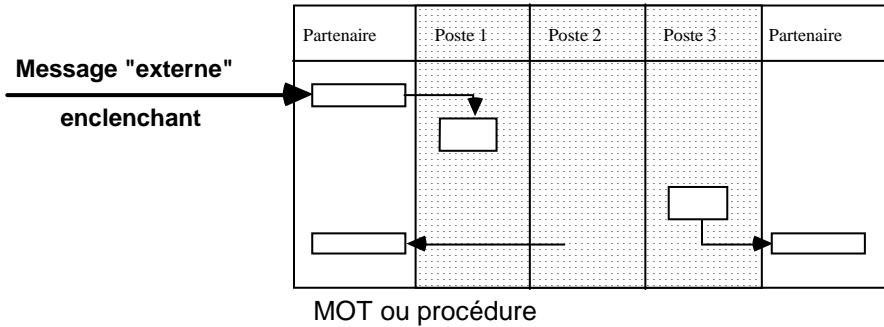 Partenaire Poste 1 Poste 2 Poste 3 Partenaire
Message "externe"
enclenchant
MOT ou procédure